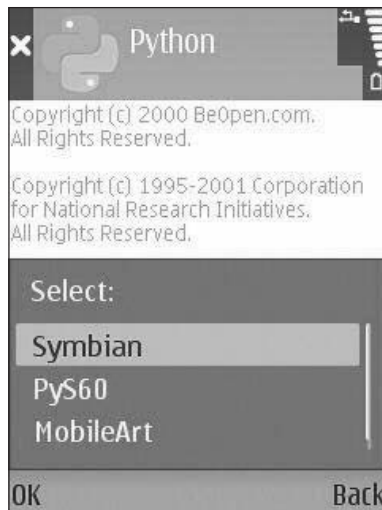 Python
Copyright (c) 2000 BeOpen.com.
All Rights Reserved.
Copyright (c) 1995-2001 Corporation
for National Research Initiatives.
All Rights Reserved.
Select:
Symbian
PyS60
MobileArt
OK Back